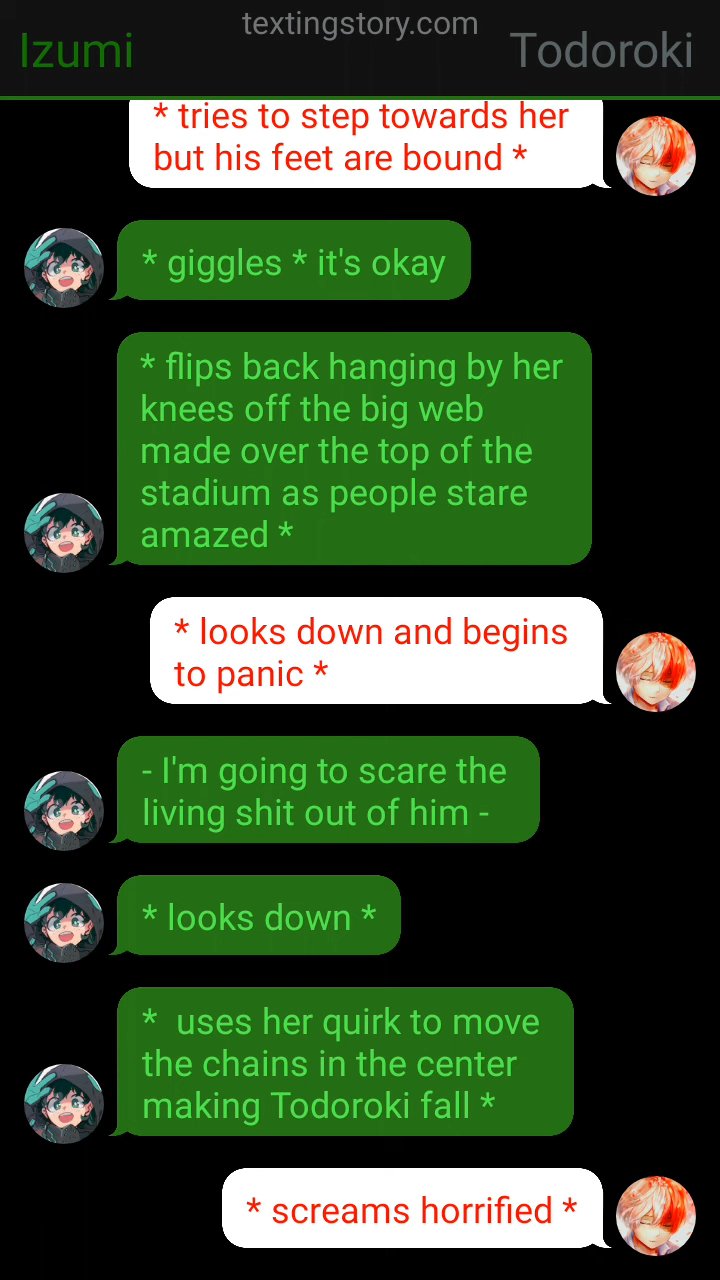 textingstory.com
Izumi
Todoroki
* tries to step towards her
but his feet are bound *
* giggles * it's okay
* flips back hanging by her
knees off the big web
made over the top of the
stadium as people stare
amazed *
* looks down and begins
to panic *
- I'm going to scare the
living shit out of him -
* looks down *
*  uses her quirk to move
the chains in the center
making Todoroki fall *
* screams horrified *